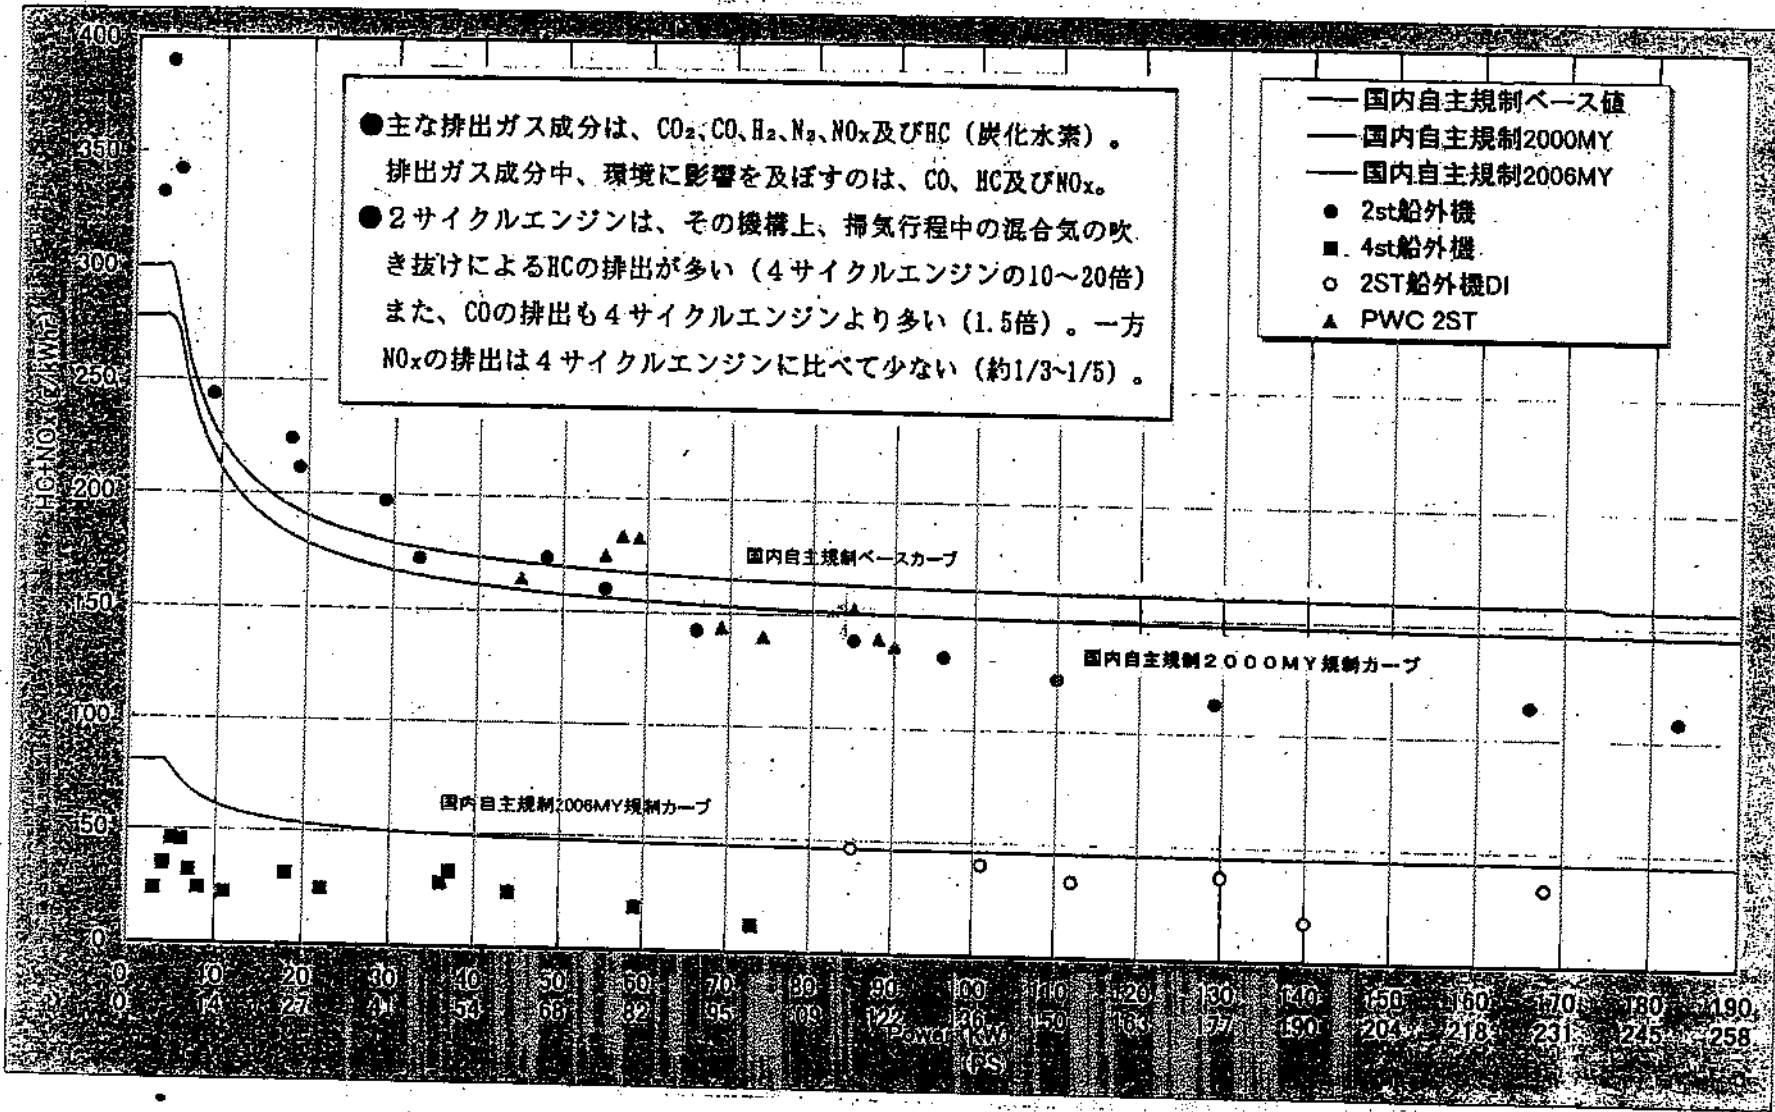 ●主な排出ガス成分は、CO₂、CO、H₂、N₂、NOx及びHC（炭化水素）。
排出ガス成分中、環境に影響を及ぼすのは、CO、HC及びNOx。
●２サイクルエンジンは、その機構上、掃気行程中の混合気の吹
き抜けによるHCの排出が多い（４サイクルエンジンの10～20倍）
また、COの排出も４サイクルエンジンより多い（1.5倍）。一方
NOxの排出は４サイクルエンジンに比べて少ない（約1/3~1/5）。
国内自主規制ベース値
国内自主規制2000MY
国内自主規制2006MY
2st船外機
4st船外機
2ST船外機DI
PWC 2ST
HC+NOx (g/kWhr)
400
350
300
250
200
150
100
50
0
国内自主規制ベースカーブ
国内自主規制２０００MY規制カーブ
国内自主規制2006MY規制カーブ
0 10 20 30 40 50 60 70 80 90 100 110 120 130 140 150 160 170 180 190
0 14 27 41 54 68 82 95 109 122 136 150 163 177 190 204 218 231 245 258
Power (kW)
(PS)